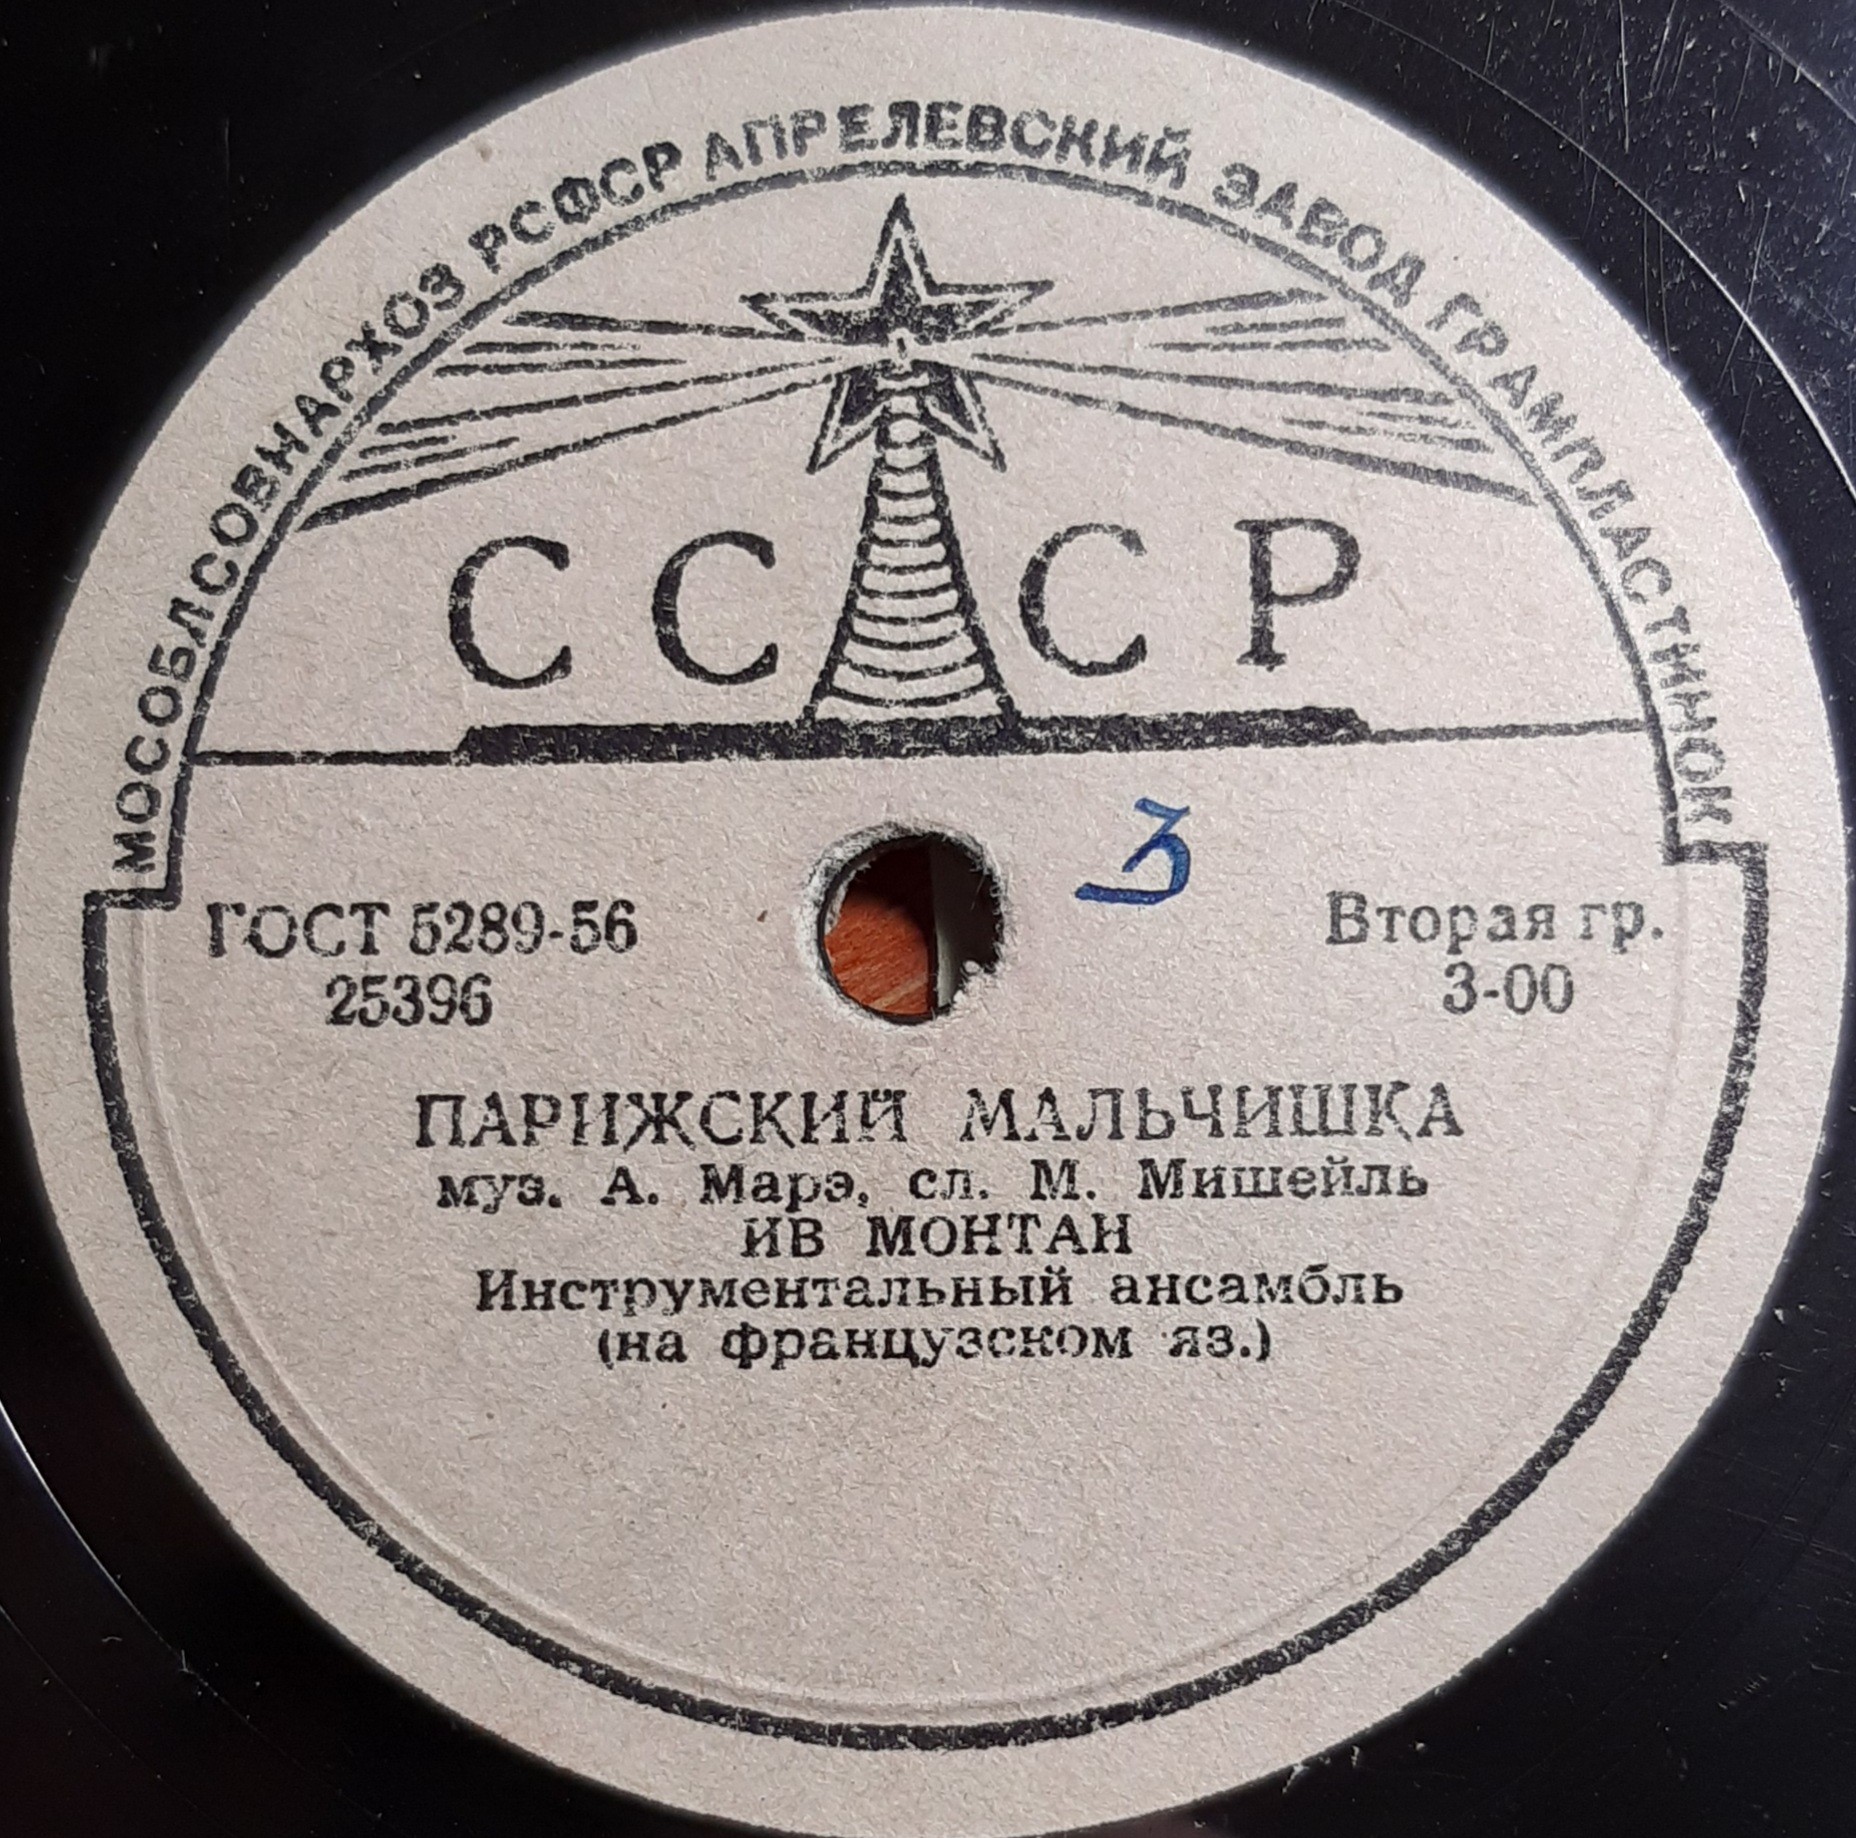 МОСОБЛСОВНАРХОЗ РСФСР АПРЕЛЕВСКИЙ ЗАВОД ГРАМПЛАСТИНОК
СССР
3
ГОСТ 5289-56
25396
Вторая гр.
3-00
ПАРИЖСКИЙ МАЛЬЧИШКА
муз. А. Марэ, сл. М. Мишейль
ИВ МОНТАН
Инструментальный ансамбль
(на французском яз.)